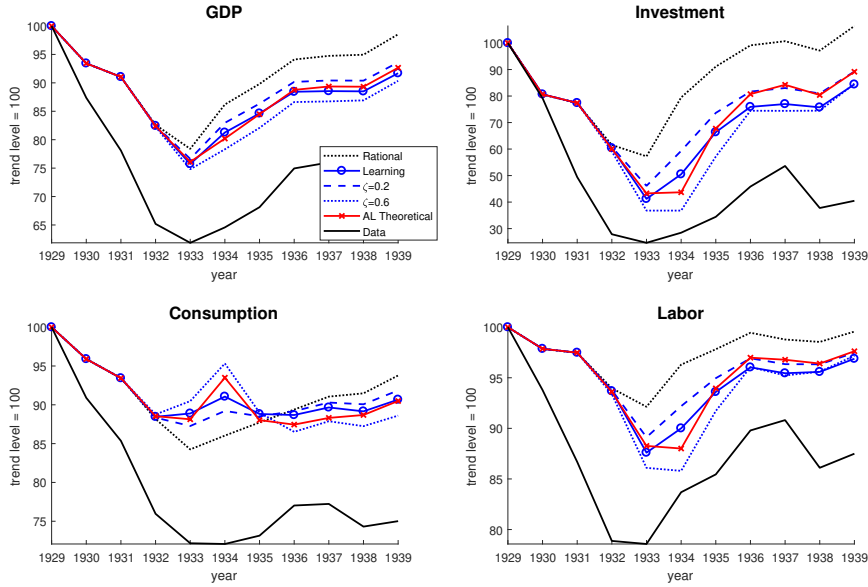 GDP
trend level = 100
100
95
90
85
80
75
70
65
1929 1930 1931 1932 1933 1934 1935 1936 1937 1938 1939
year
Rational
Learning
ζ=0.2
ζ=0.6
AL Theoretical
Data
Investment
trend level = 100
100
90
80
70
60
50
40
30
1929 1930 1931 1932 1933 1934 1935 1936 1937 1938 1939
year
Consumption
trend level = 100
100
95
90
85
80
75
1929 1930 1931 1932 1933 1934 1935 1936 1937 1938 1939
year
Labor
trend level = 100
100
95
90
85
80
1929 1930 1931 1932 1933 1934 1935 1936 1937 1938 1939
year